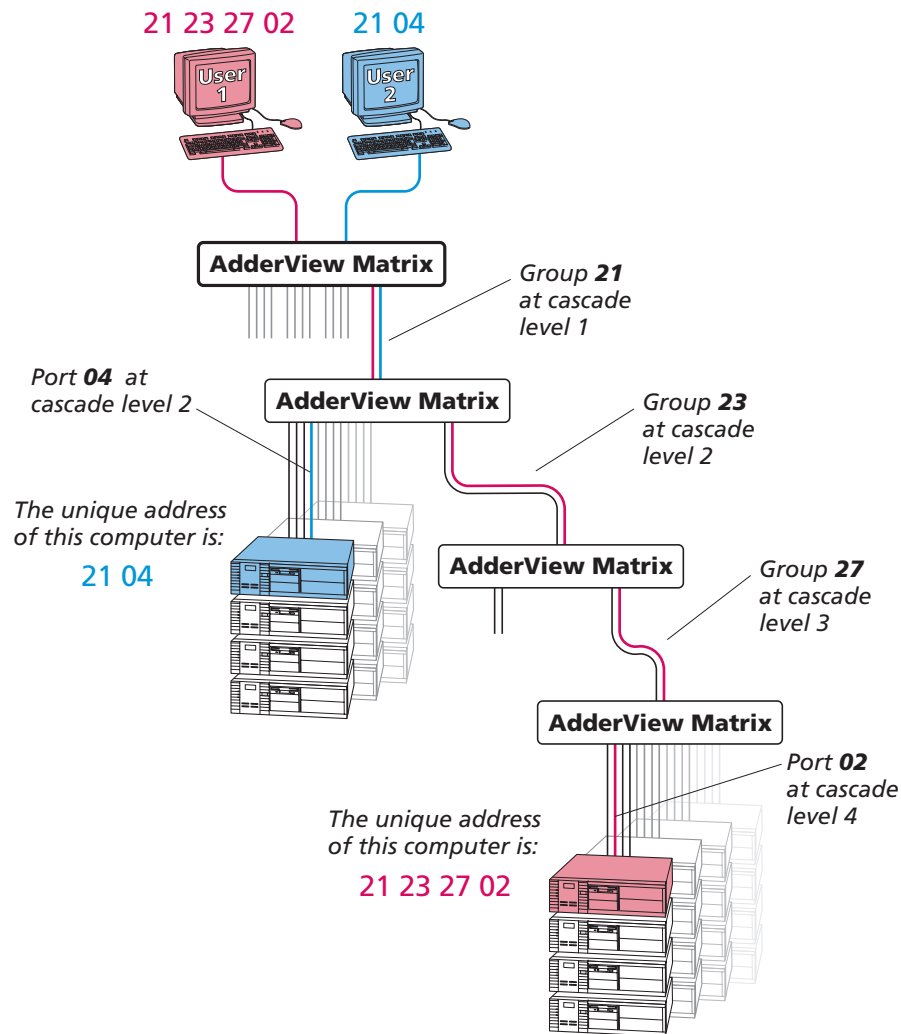 21 23 27 02
21 04
User
1
User
2
AdderView Matrix
Group 21
at cascade
level 1
Port 04 at
cascade level 2
AdderView Matrix
Group 23
at cascade
level 2
The unique address
of this computer is:
21 04
AdderView Matrix
Group 27
at cascade
level 3
AdderView Matrix
Port 02
at cascade
level 4
The unique address
of this computer is:
21 23 27 02